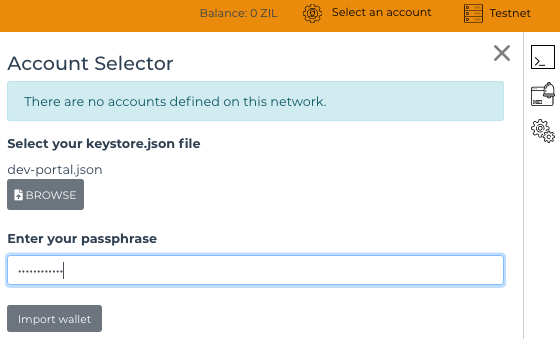 Balance: 0 ZIL
Select an account
Testnet
Account Selector
There are no accounts defined on this network.
Select your keystore.json file
dev-portal.json
BROWSE
Enter your passphrase
••••••••••••
Import wallet